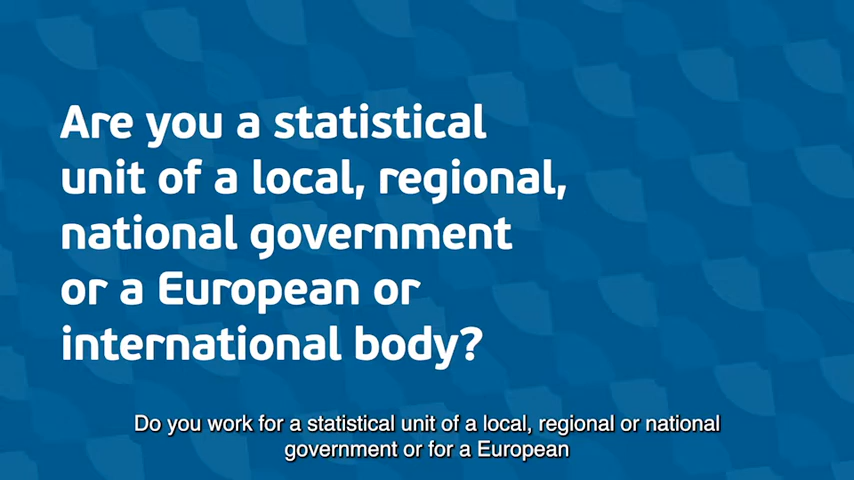 Are you a statistical
unit of a local, regional,
national government
or a European or
international body?
Do you work for a statistical unit of a local, regional or national
government or for a European